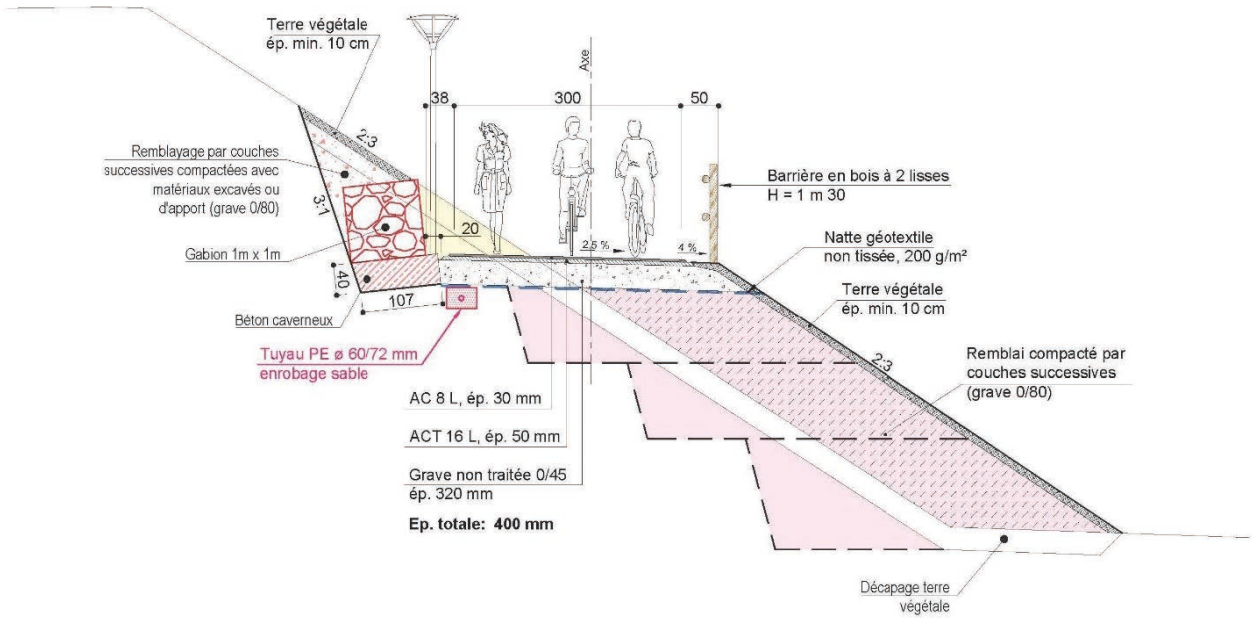 Terre végétale
ép. min. 10 cm
Axe
38
300
50
2:3
Remblayage par couches
successives compactées avec
matériaux excavés ou
d'apport (grave 0/80)
3:1
Gabion 1m x 1m
20
2.5 %
4 %
Barrière en bois à 2 lisses
H = 1 m 30
Natte géotextile
non tissée, 200 g/m²
40
107
Béton caverneux
Terre végétale
ép. min. 10 cm
Tuyau PE ø 60/72 mm
enrobage sable
2:3
Remblai compacté par
couches successives
(grave 0/80)
AC 8 L, ép. 30 mm
ACT 16 L, ép. 50 mm
Grave non traitée 0/45
ép. 320 mm
Ep. totale: 400 mm
Décapage terre
végétale